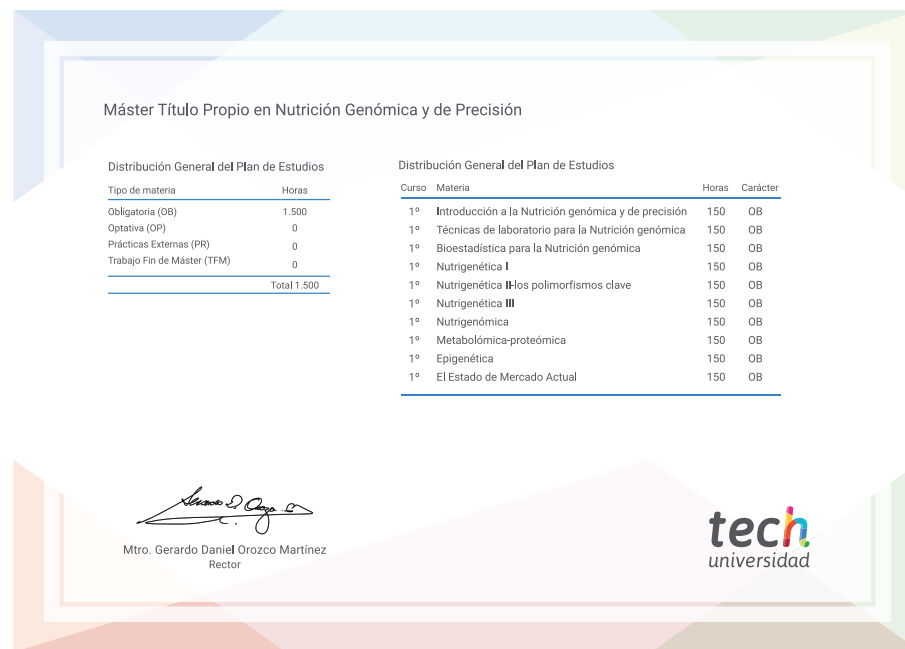 Máster Título Propio en Nutrición Genómica y de Precisión
Distribución General del Plan de Estudios
Tipo de materia Horas
Obligatoria (OB) 1.500
Optativa (OP) 0
Prácticas Externas (PR) 0
Trabajo Fin de Máster (TFM) 0
Total 1.500
Distribución General del Plan de Estudios
Curso Materia Horas Carácter
1º Introducción a la Nutrición genómica y de precisión 150 OB
1º Técnicas de laboratorio para la Nutrición genómica 150 OB
1º Bioestadística para la Nutrición genómica 150 OB
1º Nutrigenética I 150 OB
1º Nutrigenética II-los polimorfismos clave 150 OB
1º Nutrigenética III 150 OB
1º Nutrigenómica 150 OB
1º Metabolómica-proteómica 150 OB
1º Epigenética 150 OB
1º El Estado de Mercado Actual 150 OB
Mtro. Gerardo Daniel Orozco Martínez
Rector
tech
universidad